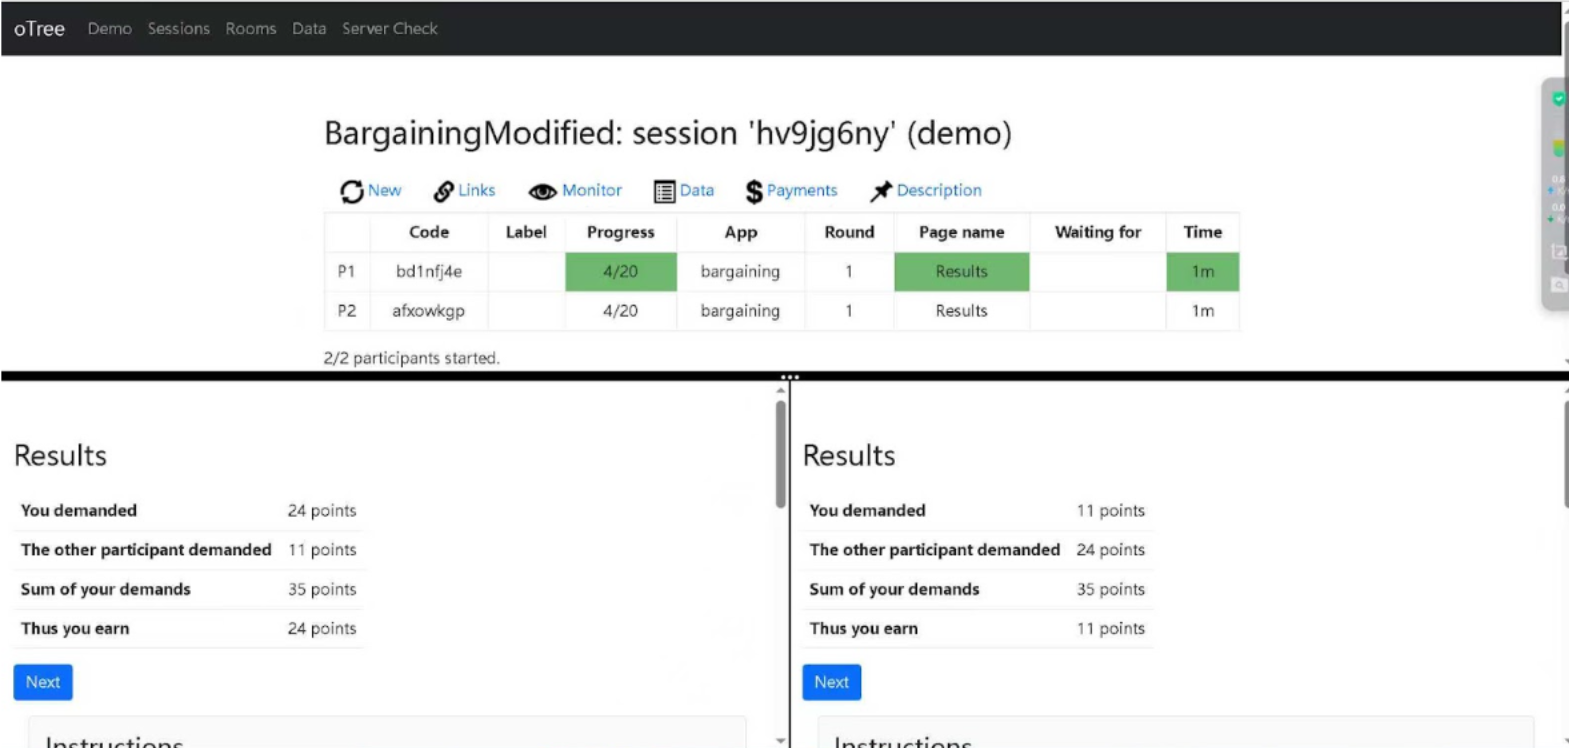 oTree Demo Sessions Rooms Data Server Check
BargainingModified: session 'hv9jg6ny' (demo)
New Links Monitor Data Payments Description
Code Label Progress App Round Page name Waiting for Time
P1 bd1nfj4e 4/20 bargaining 1 Results 1m
P2 afxowkgp 4/20 bargaining 1 Results 1m
2/2 participants started.
Results
You demanded 24 points
The other participant demanded 11 points
Sum of your demands 35 points
Thus you earn 24 points
Next
Instructions
Results
You demanded 11 points
The other participant demanded 24 points
Sum of your demands 35 points
Thus you earn 11 points
Next
Instructions